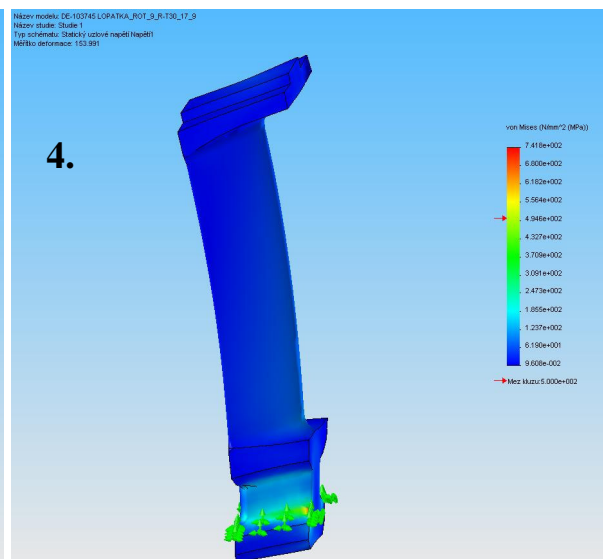 Název modelu: DE-103745 LOPATKA_ROT_9_R-T30_17_9
Název studie: Studie 1
Typ schématu: Statický uzlové napětí Napětí1
Měřítko deformace: 153.991
4.
von Mises (N/mm^2 (MPa))
7.418e+002
6.800e+002
6.182e+002
5.564e+002
4.946e+002
4.327e+002
3.709e+002
3.091e+002
2.473e+002
1.855e+002
1.237e+002
6.190e+001
9.608e-002
Mez kluzu:5.000e+002